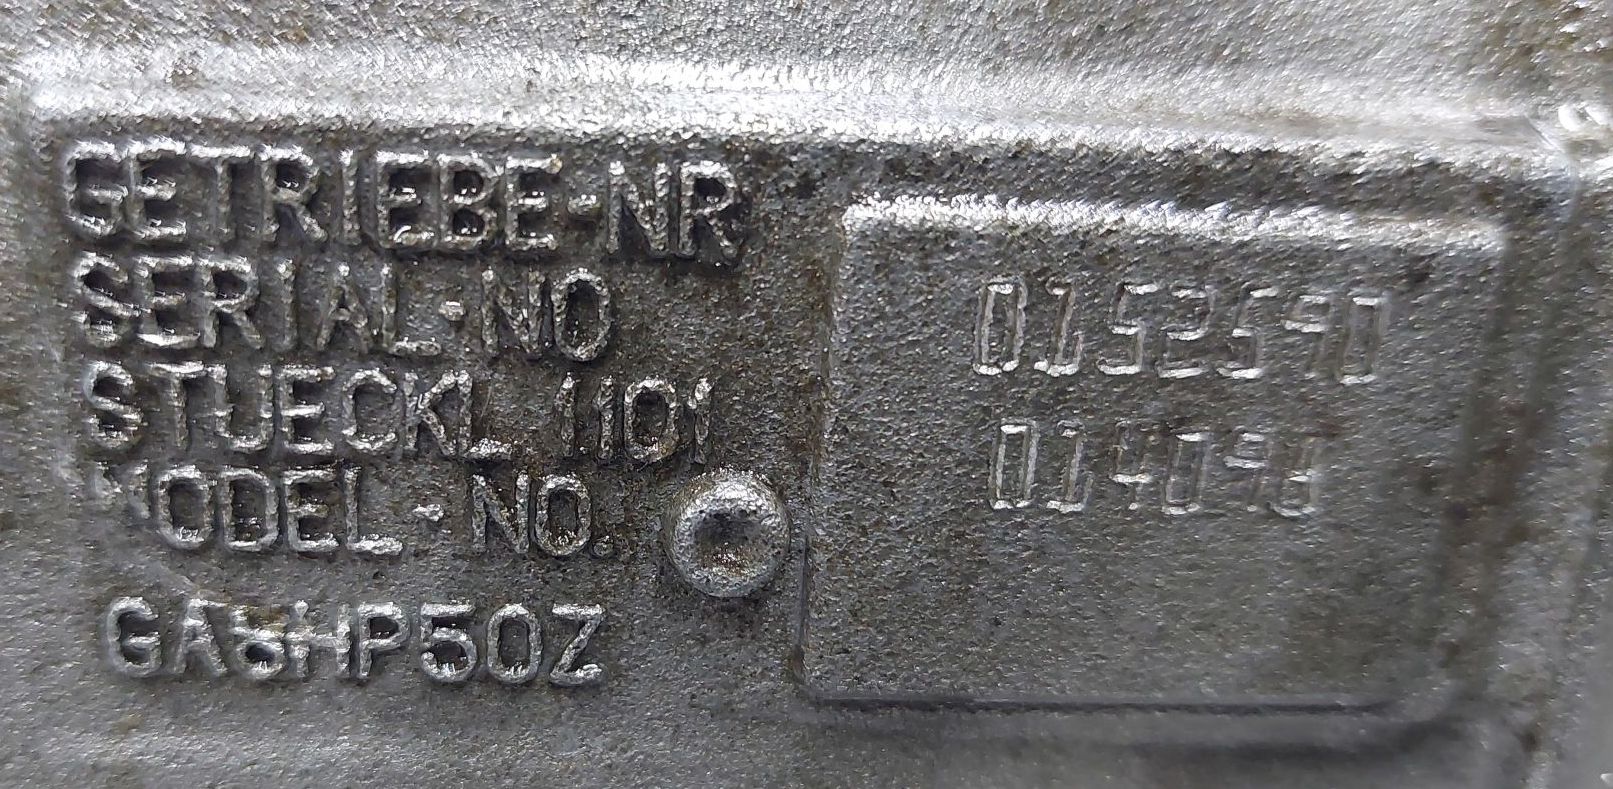 GETRIEBE-NR
SERIAL-NO
0152590
STUECKL 1101
MODEL-NO.
014098
GA6HP50Z